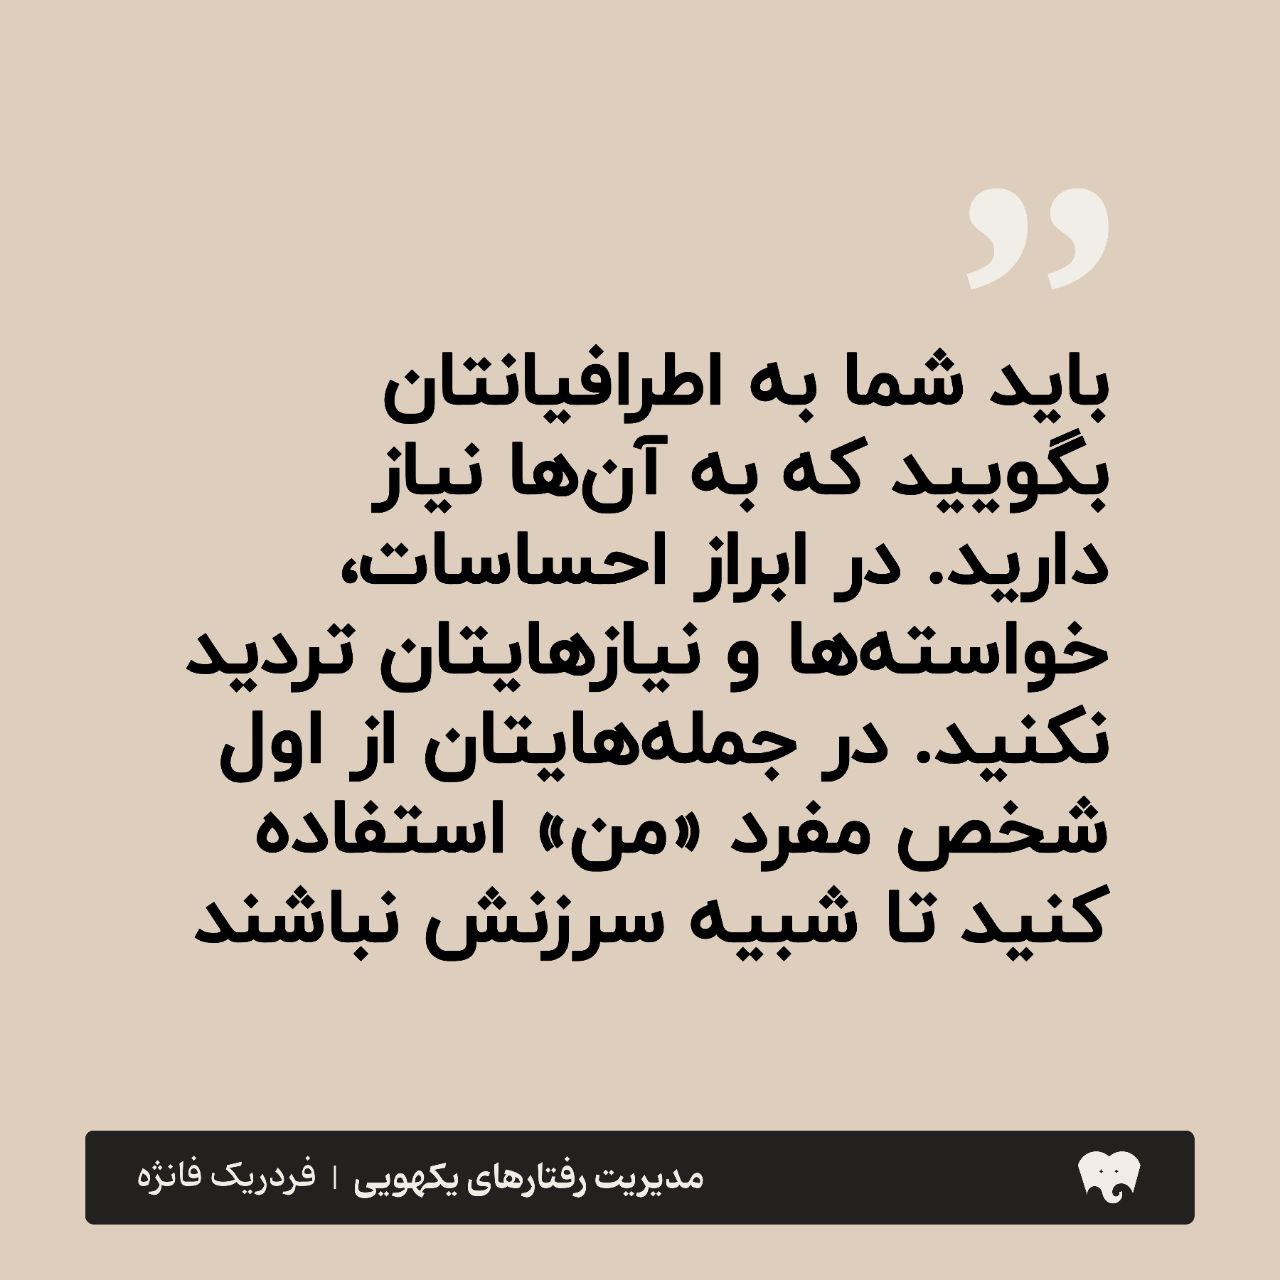 ”
باید شما به اطرافیانتان
بگویید که به آن‌ها نیاز
دارید. در ابراز احساسات،
خواسته‌ها و نیازهایتان تردید
نکنید. در جمله‌هایتان از اول
شخص مفرد «من» استفاده
کنید تا شبیه سرزنش نباشند
مدیریت رفتارهای یکهویی | فردریک فانژه